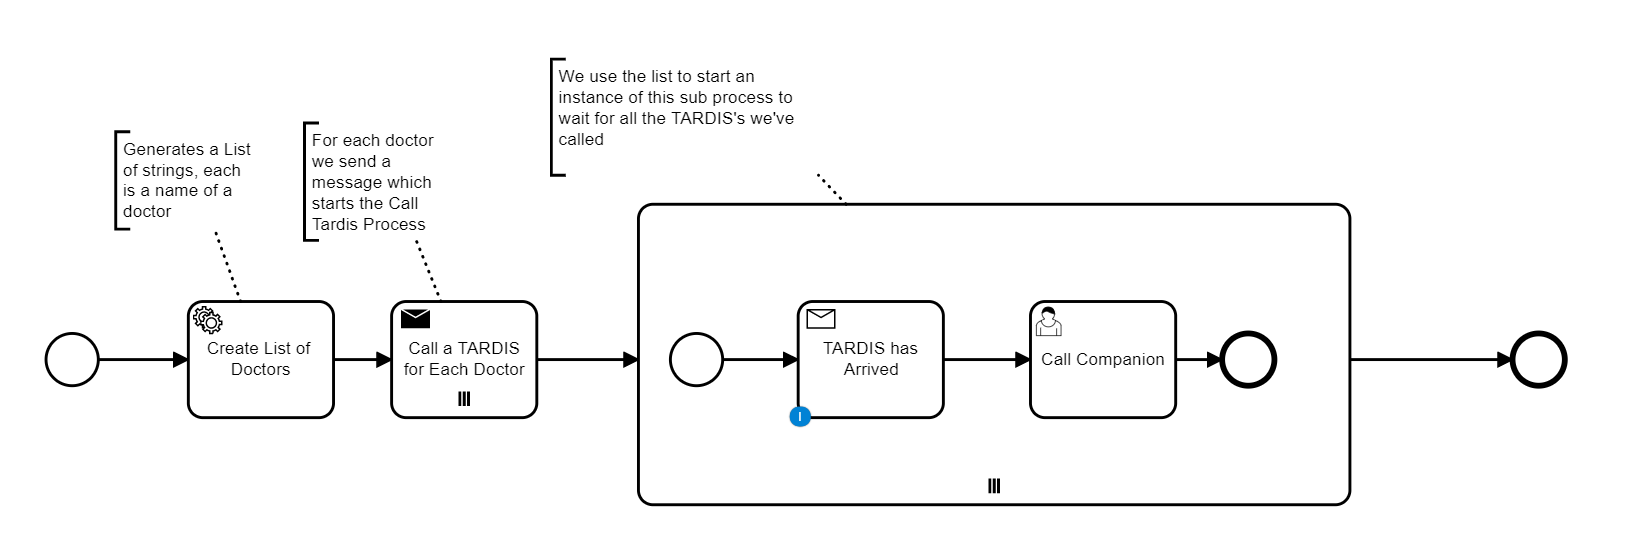 We use the list to start an
instance of this sub process to
wait for all the TARDIS's we've
called
Generates a List
of strings, each
is a name of a
doctor
For each doctor
we send a
message which
starts the Call
Tardis Process
Create List of
Doctors
Call a TARDIS
for Each Doctor
TARDIS has
Arrived
Call Companion
I